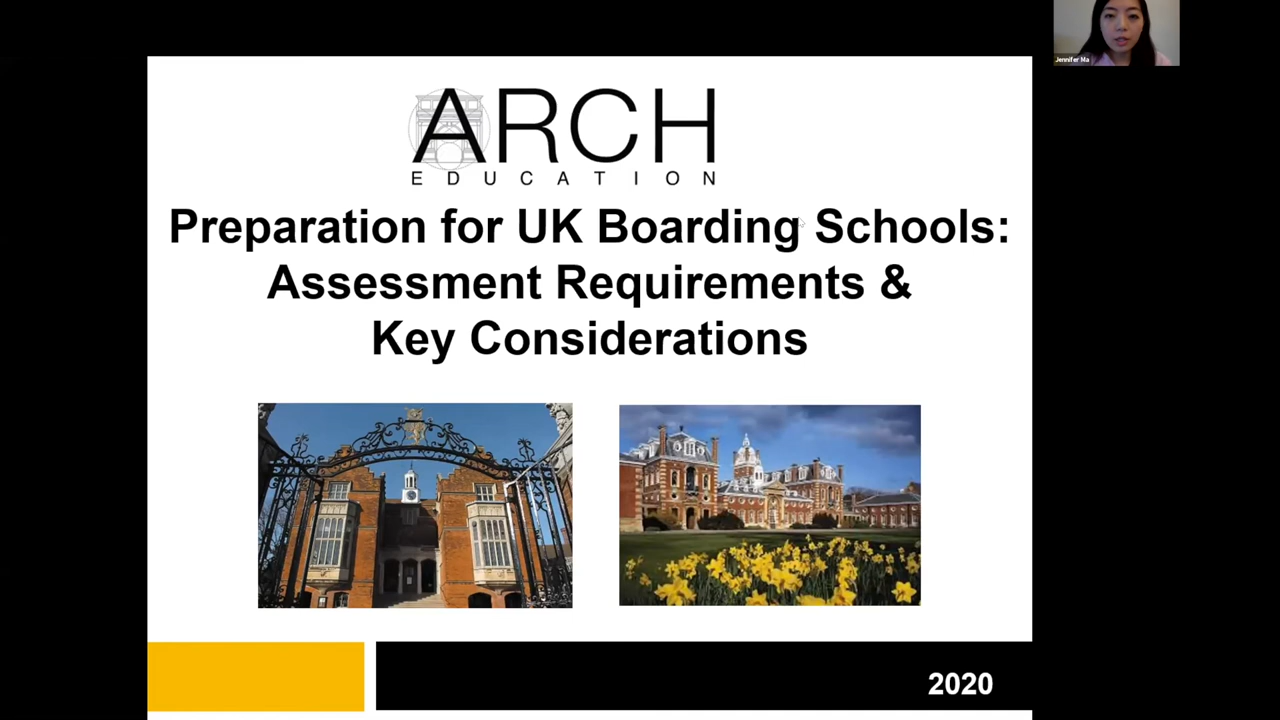 Jennifer Ma
ARCH
EDUCATION
Preparation for UK Boarding Schools:
Assessment Requirements &
Key Considerations
2020